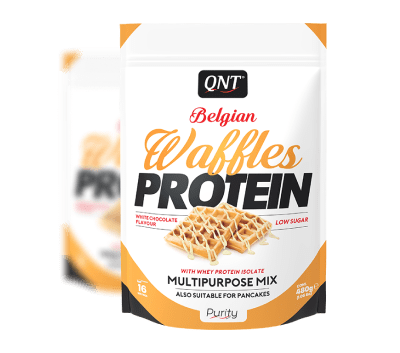 QNT
Belgian
Waffles
PROTEIN
WHITE CHOCOLATE
FLAVOUR
LOW SUGAR
WITH WHEY PROTEIN ISOLATE
MULTIPURPOSE MIX
ALSO SUITABLE FOR PANCAKES
16
480g
Purity